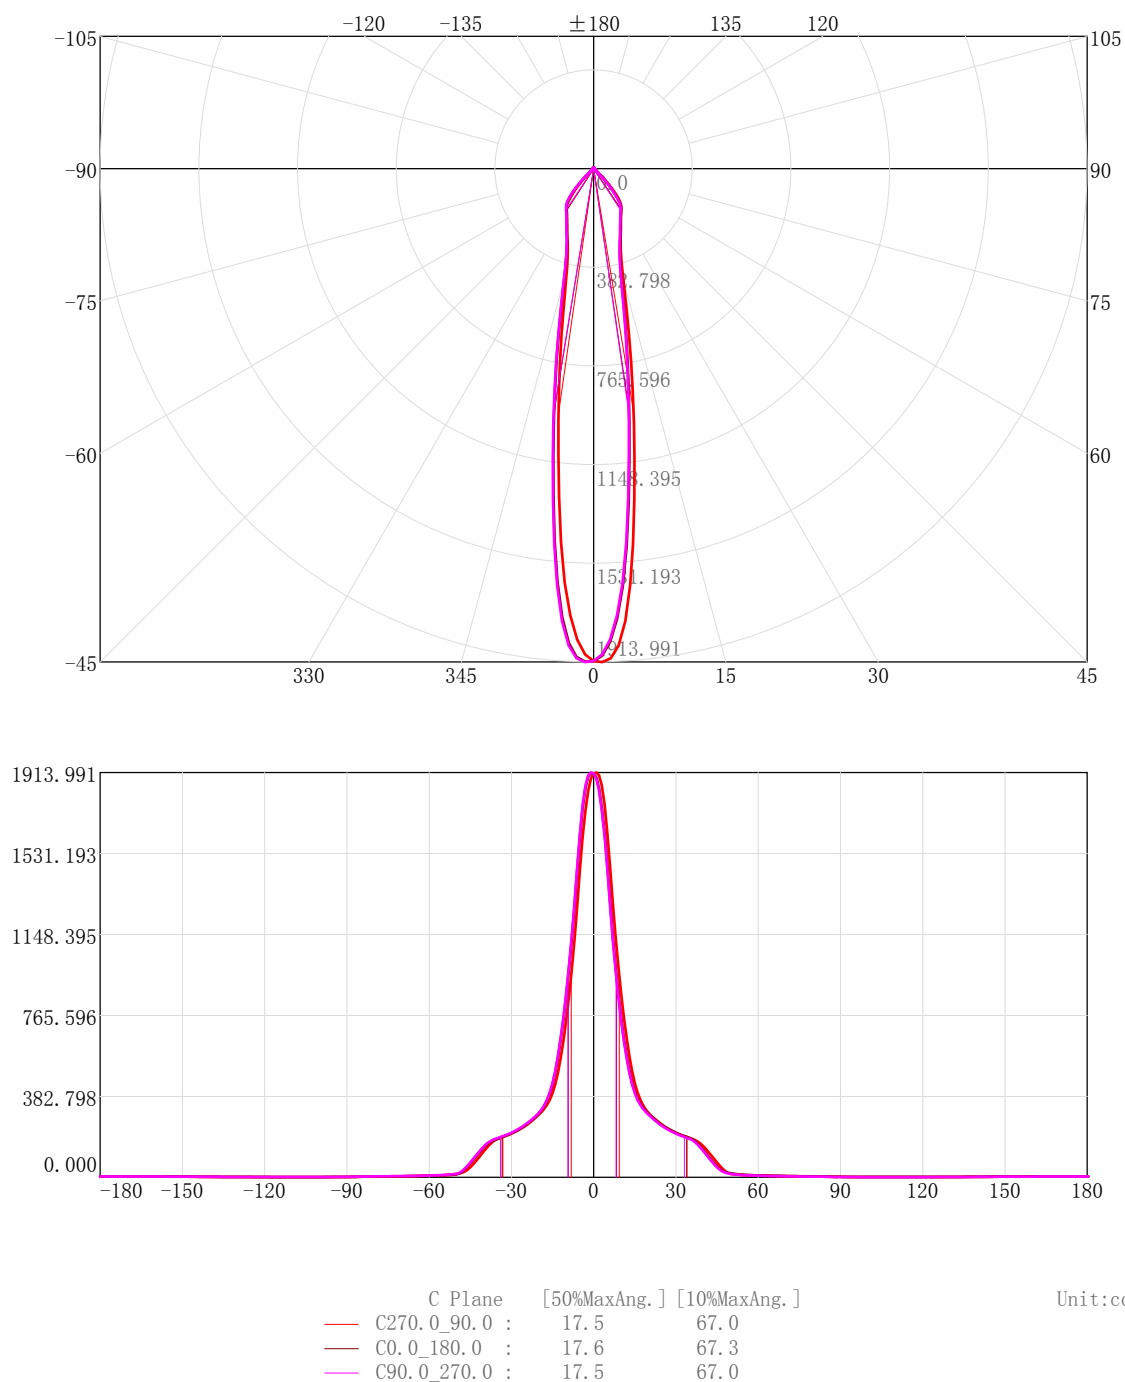 -120 -135 ±180 135 120
-105 105
-90 90
0.0
-75 75
382.798
765.596
-60 60
1148.395
1531.193
1913.991
-45
330 345 0 15 30 45
1913.991
1531.193
1148.395
765.596
382.798
0.000
-180 -150 -120 -90 -60 -30 0 30 60 90 120 150 180
C Plane [50%MaxAng.] [10%MaxAng.] Unit:cd
C270.0_90.0 : 17.5 67.0
C0.0_180.0 : 17.6 67.3
C90.0_270.0 : 17.5 67.0